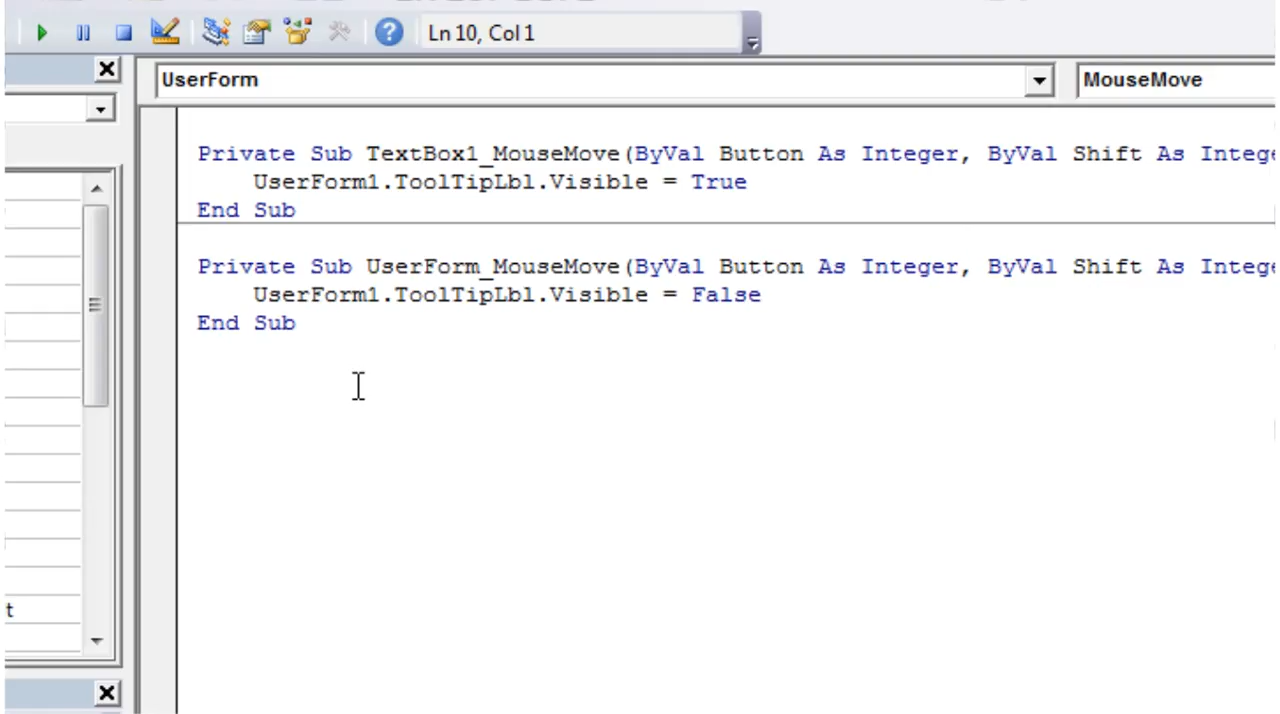 Ln 10, Col 1
UserForm
MouseMove
Private Sub TextBox1_MouseMove(ByVal Button As Integer, ByVal Shift As Intege
UserForm1.ToolTipLbl.Visible = True
End Sub
Private Sub UserForm_MouseMove(ByVal Button As Integer, ByVal Shift As Intege
UserForm1.ToolTipLbl.Visible = False
End Sub
t